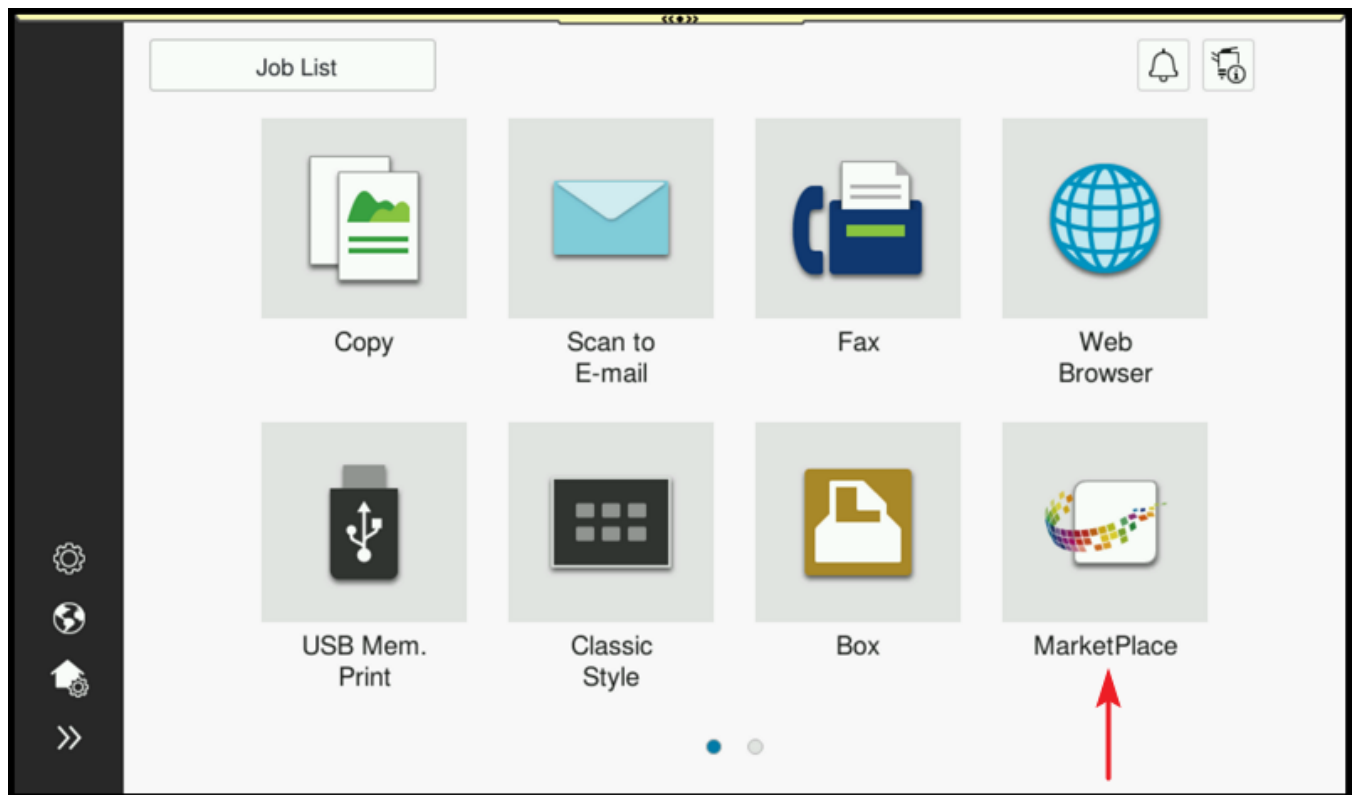 Job List
Copy
Scan to
E-mail
Fax
Web
Browser
USB Mem.
Print
Classic
Style
Box
MarketPlace